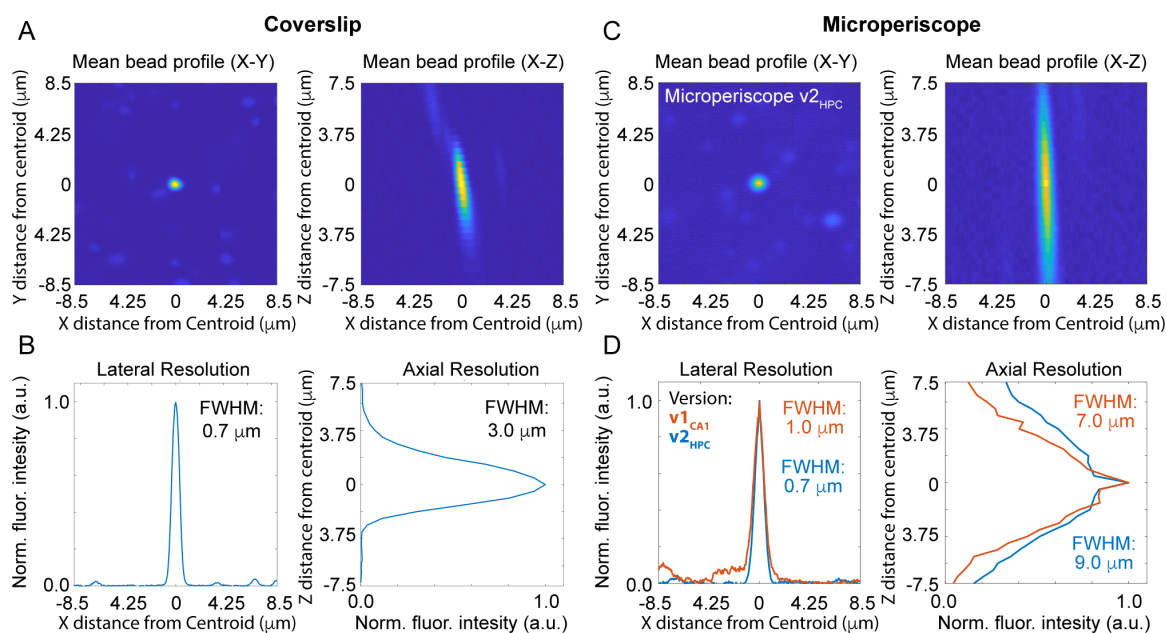 Coverslip
Microperiscope
A
Mean bead profile (X-Y)
Y distance from centroid (μm)
8.5
4.25
0
4.25
-8.5
-8.5 4.25 0 4.25 8.5
X distance from Centroid (μm)
Mean bead profile (X-Z)
Z distance from centroid (μm)
7.5
3.75
0
3.75
-7.5
-8.5 4.25 0 4.25 8.5
X distance from Centroid (μm)
C
Mean bead profile (X-Y)
Microperiscope v2HPC
Y distance from centroid (μm)
8.5
4.25
0
4.25
-8.5
-8.5 4.25 0 4.25 8.5
X distance from Centroid (μm)
Mean bead profile (X-Z)
Z distance from centroid (μm)
7.5
3.75
0
3.75
-7.5
-8.5 4.25 0 4.25 8.5
X distance from Centroid (μm)
B
Lateral Resolution
Norm. fluor. intesity (a.u.)
1.0
0.0
FWHM:
0.7 μm
-8.5 4.25 0 4.25 8.5
X distance from Centroid (μm)
Axial Resolution
Z distance from centroid (μm)
7.5
3.75
0
3.75
-7.5
FWHM:
3.0 μm
0.0 1.0
Norm. fluor. intesity (a.u.)
D
Lateral Resolution
Norm. fluor. intesity (a.u.)
1.0
0.0
Version:
v1CA1
v2HPC
FWHM:
1.0 μm
FWHM:
0.7 μm
-8.5 4.25 0 4.25 8.5
X distance from Centroid (μm)
Axial Resolution
Z distance from centroid (μm)
7.5
3.75
0
3.75
-7.5
FWHM:
7.0 μm
FWHM:
9.0 μm
0.0 1.0
Norm. fluor. intesity (a.u.)